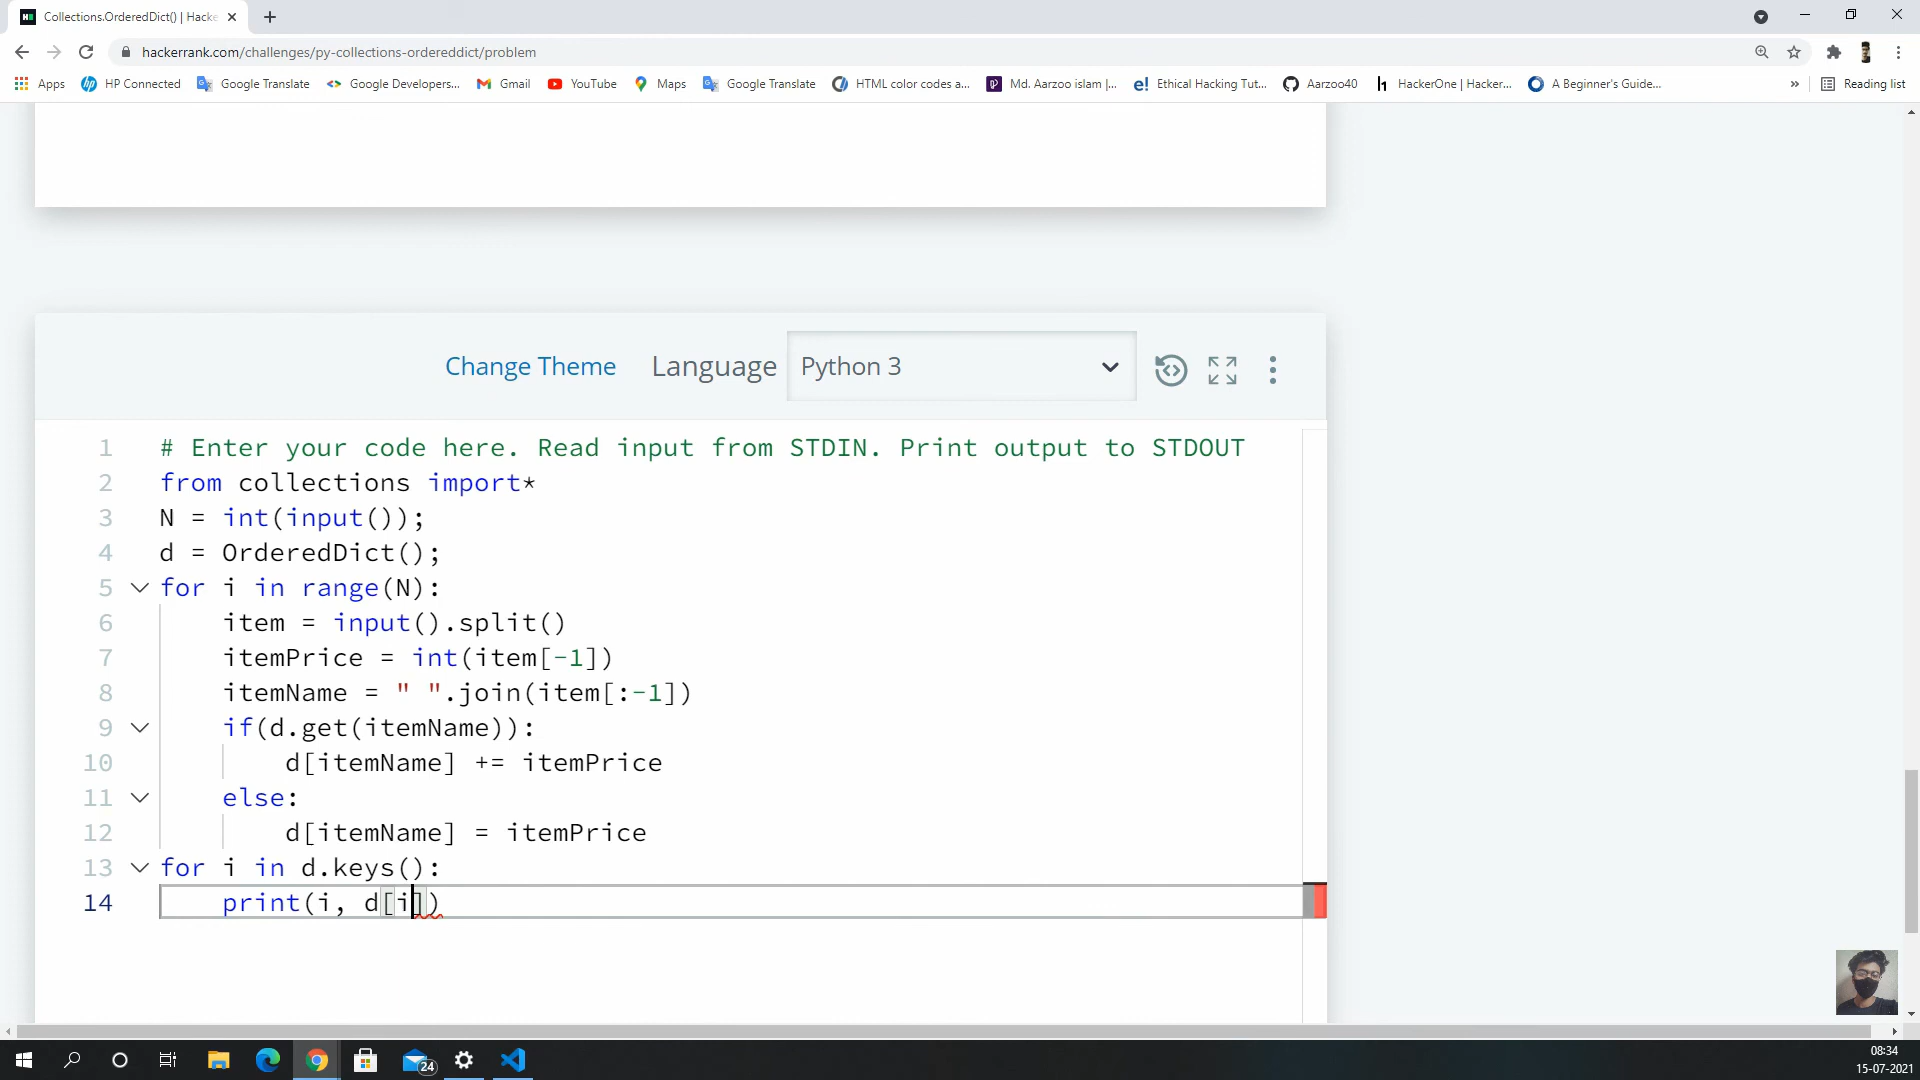 Collections.OrderedDict() | Hacke
hackerrank.com/challenges/py-collections-ordereddict/problem
Apps HP Connected Google Translate Google Developers... Gmail YouTube Maps Google Translate HTML color codes a... Md. Aarzoo islam |... Ethical Hacking Tut... Aarzoo40 HackerOne | Hacker... A Beginner's Guide... » Reading list
Change Theme Language Python 3
1 # Enter your code here. Read input from STDIN. Print output to STDOUT
2 from collections import*
3 N = int(input());
4 d = OrderedDict();
5 for i in range(N):
6 item = input().split()
7 itemPrice = int(item[-1])
8 itemName = " ".join(item[:-1])
9 if(d.get(itemName)):
10 d[itemName] += itemPrice
11 else:
12 d[itemName] = itemPrice
13 for i in d.keys():
14 print(i, d[i])
24
08:34
15-07-2021